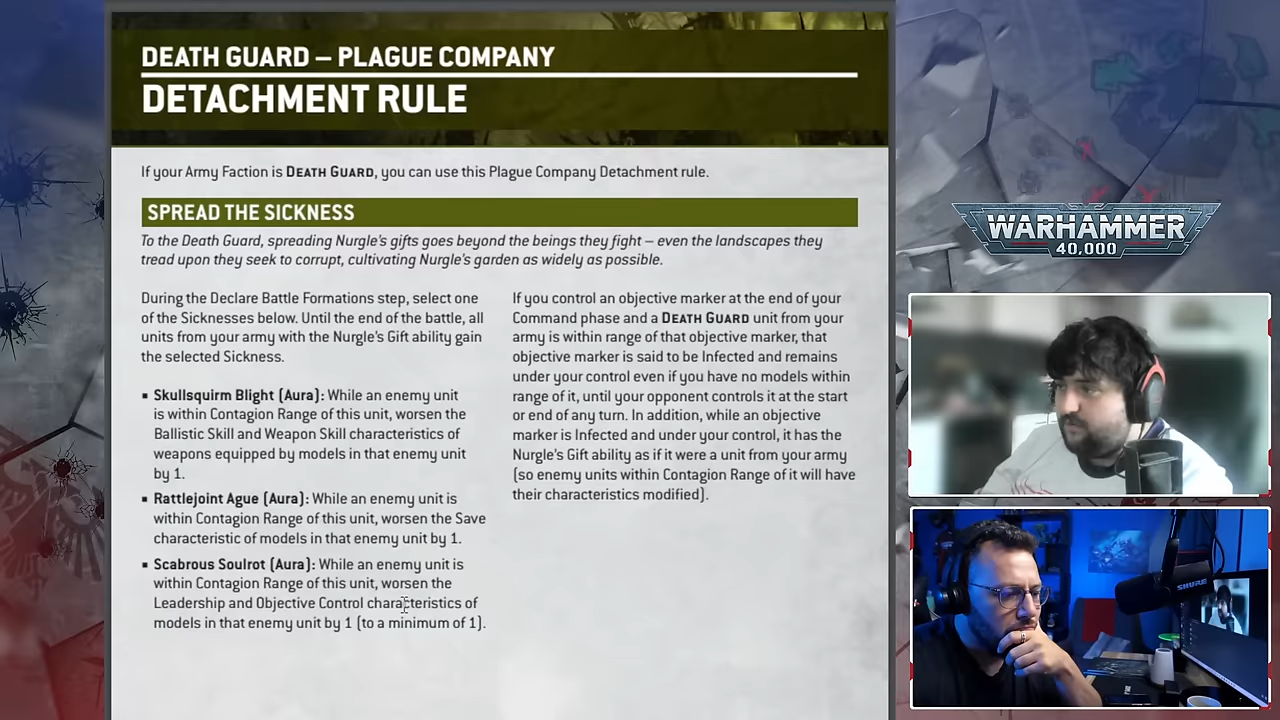 DEATH GUARD – PLAGUE COMPANY
DETACHMENT RULE
If your Army Faction is DEATH GUARD, you can use this Plague Company Detachment rule.
SPREAD THE SICKNESS
To the Death Guard, spreading Nurgle's gifts goes beyond the beings they fight – even the landscapes they
tread upon they seek to corrupt, cultivating Nurgle's garden as widely as possible.
During the Declare Battle Formations step, select one
of the Sicknesses below. Until the end of the battle, all
units from your army with the Nurgle's Gift ability gain
the selected Sickness.
▪ Skullsquirm Blight (Aura): While an enemy unit
is within Contagion Range of this unit, worsen the
Ballistic Skill and Weapon Skill characteristics of
weapons equipped by models in that enemy unit
by 1.
▪ Rattlejoint Ague (Aura): While an enemy unit is
within Contagion Range of this unit, worsen the Save
characteristic of models in that enemy unit by 1.
▪ Scabrous Soulrot (Aura): While an enemy unit is
within Contagion Range of this unit, worsen the
Leadership and Objective Control characteristics of
models in that enemy unit by 1 (to a minimum of 1).
If you control an objective marker at the end of your
Command phase and a DEATH GUARD unit from your
army is within range of that objective marker, that
objective marker is said to be Infected and remains
under your control even if you have no models within
range of it, until your opponent controls it at the start
or end of any turn. In addition, while an objective
marker is Infected and under your control, it has the
Nurgle's Gift ability as if it were a unit from your army
(so enemy units within Contagion Range of it will have
their characteristics modified).
WARHAMMER
40,000
SHURE